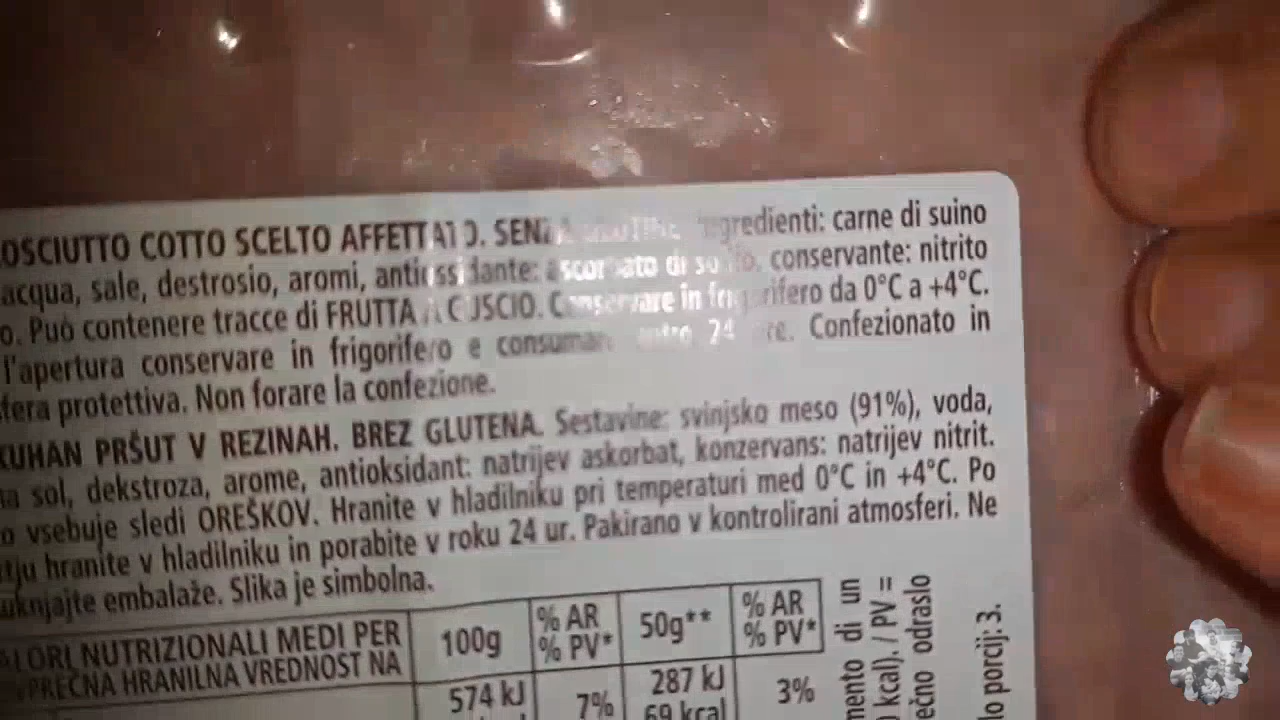 OSCIUTTO COTTO SCELTO AFFETTATO. SENZA GLUTINE. Ingredienti: carne di suino
acqua, sale, destrosio, aromi, antiossidante: ascorbato di sodio, conservante: nitrito
o. Può contenere tracce di FRUTTA A GUSCIO. Conservare in frigorifero da 0°C a +4°C.
l'apertura conservare in frigorifero e consumare entro 24 ore. Confezionato in
sfera protettiva. Non forare la confezione.
KUHAN PRŠUT V REZINAH. BREZ GLUTENA. Sestavine: svinjsko meso (91%), voda,
sol, dekstroza, arome, antioksidant: natrijev askorbat, konzervans: natrijev nitrit.
o vsebuje sledi OREŠKOV. Hranite v hladilniku pri temperaturi med 0°C in +4°C. Po
tju hranite v hladilniku in porabite v roku 24 ur. Pakirano v kontrolirani atmosferi. Ne
uknjajte embalaže. Slika je simbolna.
LORI NUTRIZIONALI MEDI PER
PREČNA HRANILNA VREDNOST NA
100g
% AR
% PV*
50g**
% AR
% PV*
574 kJ
7%
287 kJ
69 kcal
3%
mento di un
kcal). / PV =
ečno odraslo
lo porcij: 3.